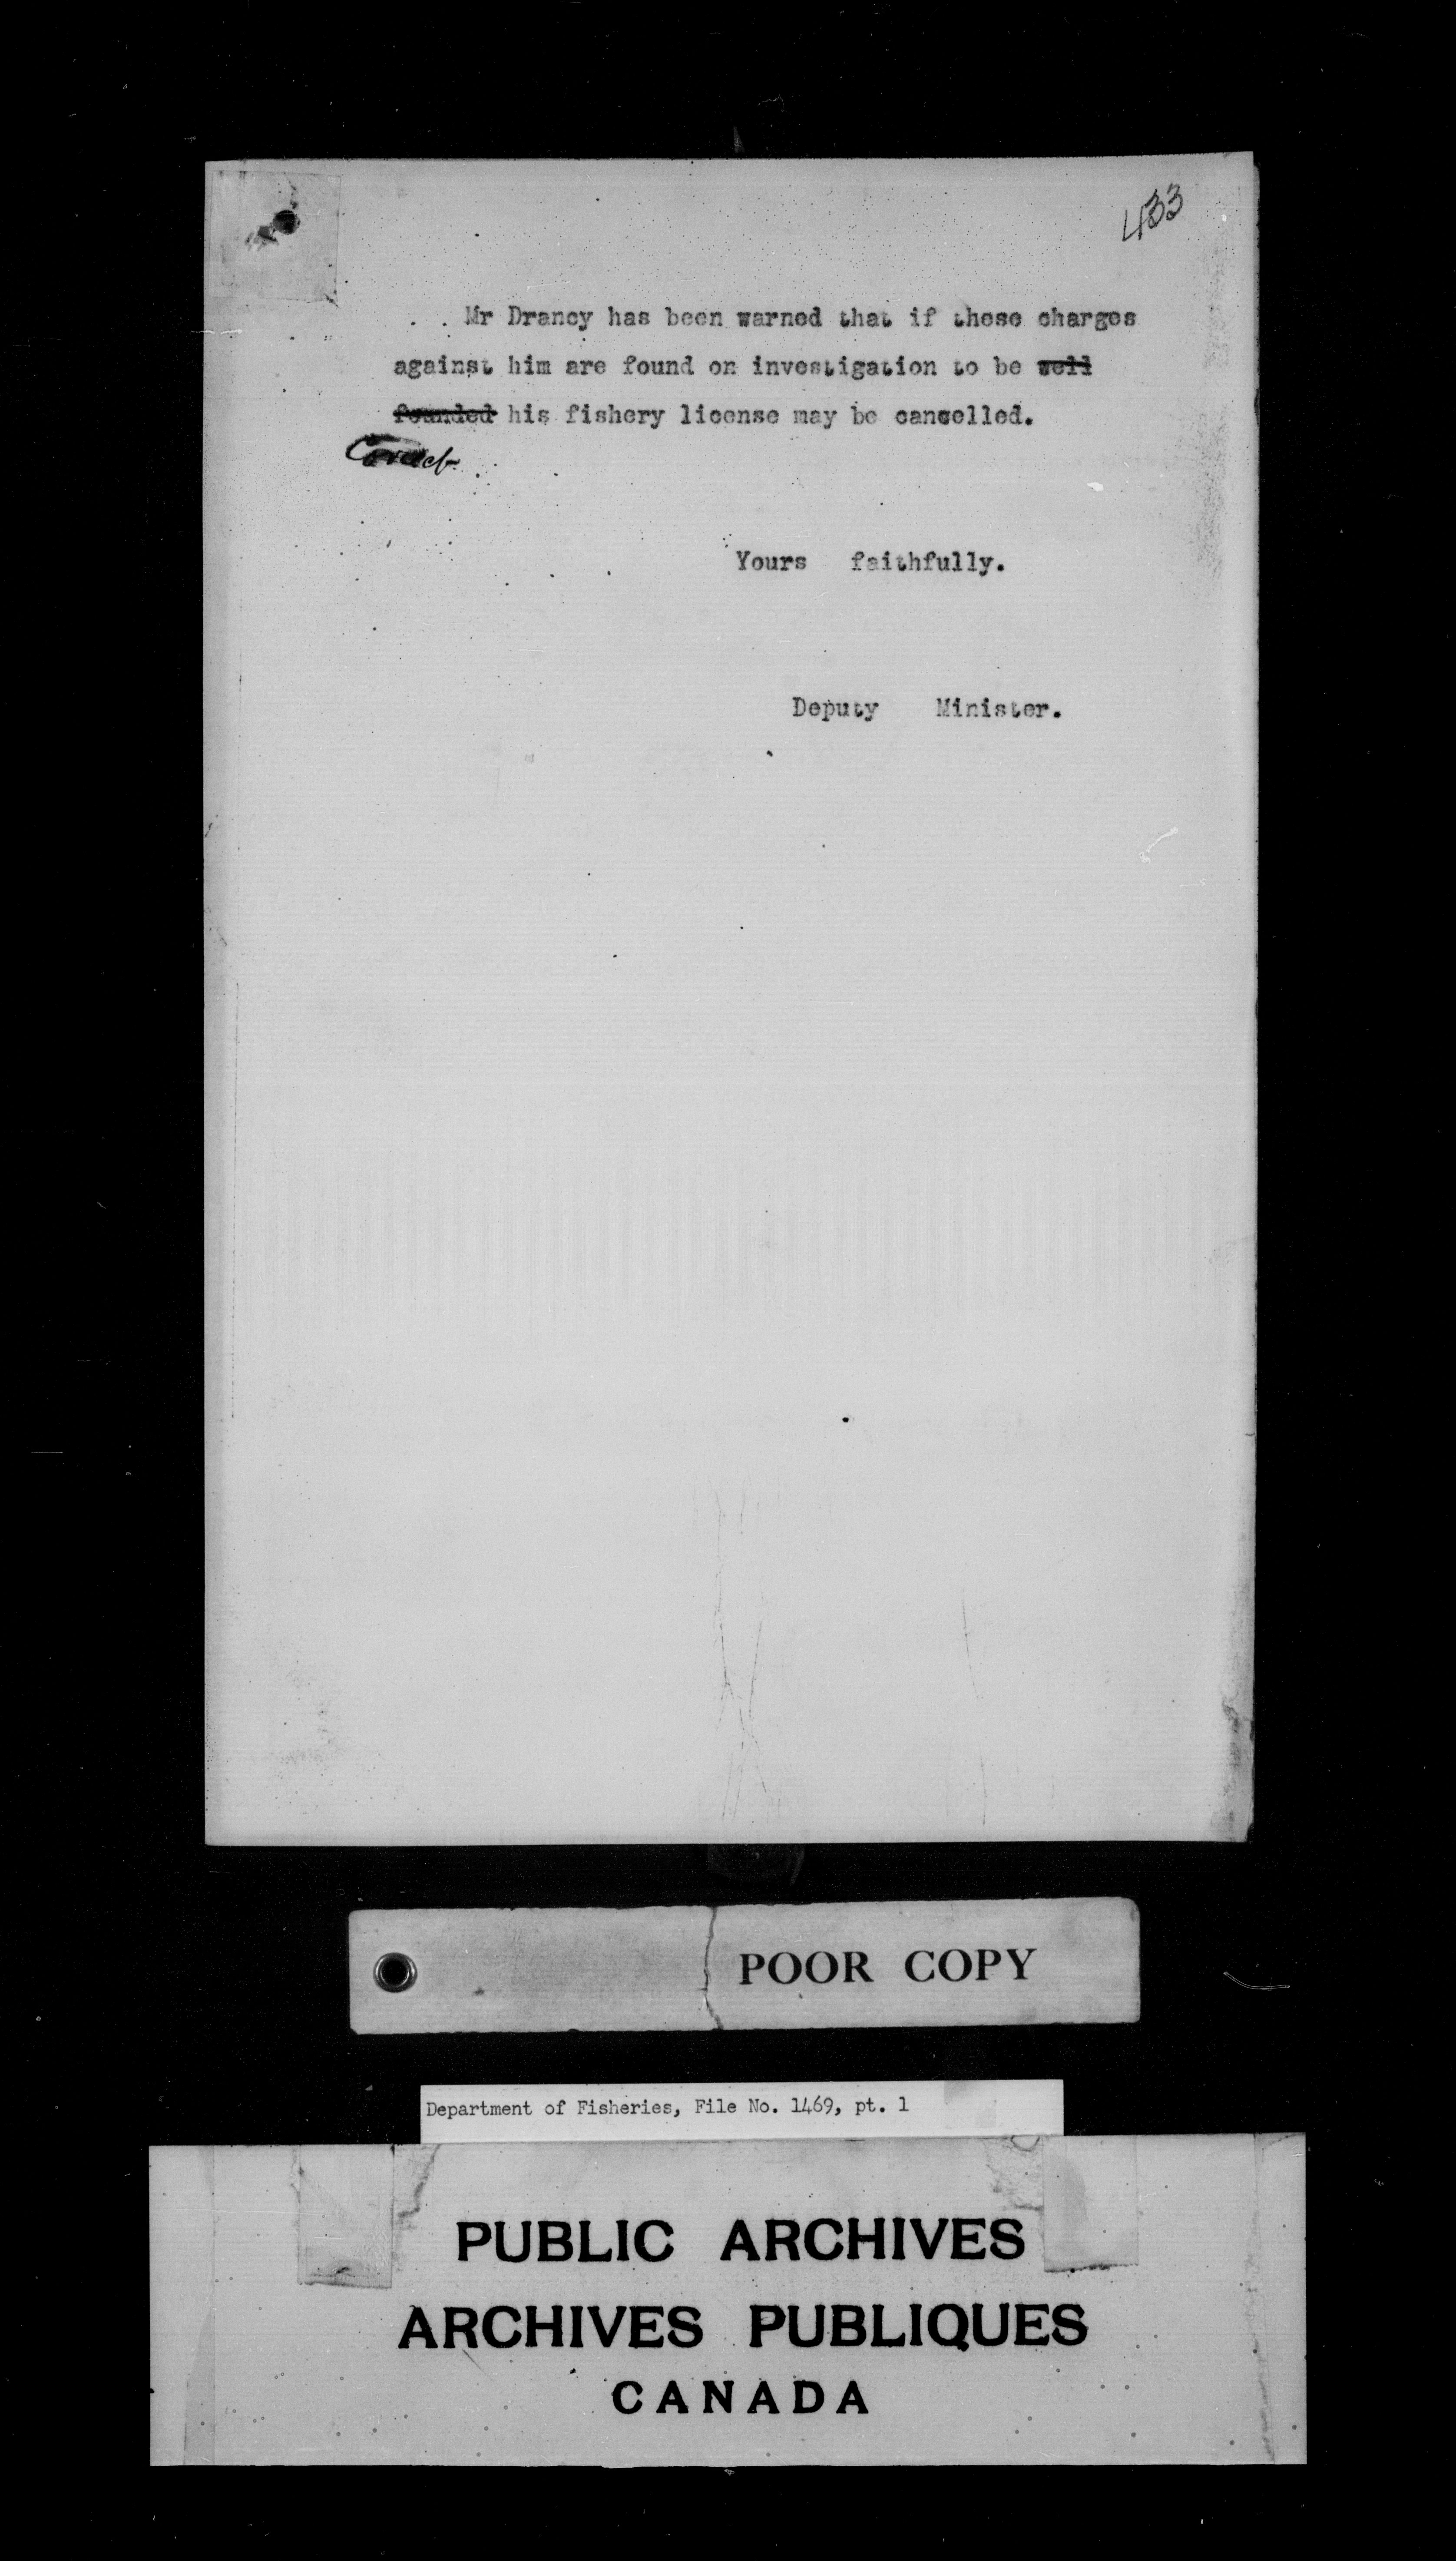 433
Mr Drancy has been warned that if these charges
against him are found on investigation to be well
founded his fishery license may be cancelled.
Correct
Yours faithfully.
Deputy Minister.
POOR COPY
Department of Fisheries, File No. 1469, pt. 1
PUBLIC ARCHIVES
ARCHIVES PUBLIQUES
CANADA